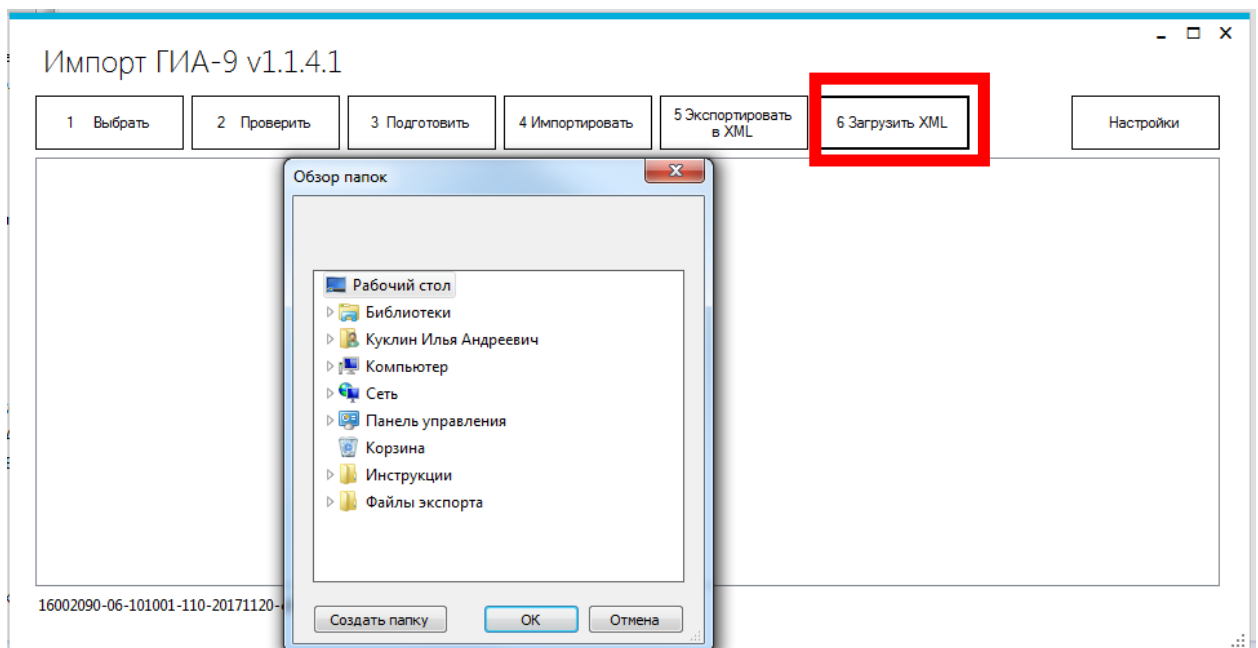 Импорт ГИА-9 v1.1.4.1
1 Выбрать
2 Проверить
3 Подготовить
4 Импортировать
5 Экспортировать
в XML
6 Загрузить XML
Настройки
Обзор папок
Рабочий стол
Библиотеки
Куклин Илья Андреевич
Компьютер
Сеть
Панель управления
Корзина
Инструкции
Файлы экспорта
16002090-06-101001-110-20171120-
Создать папку
ОК
Отмена